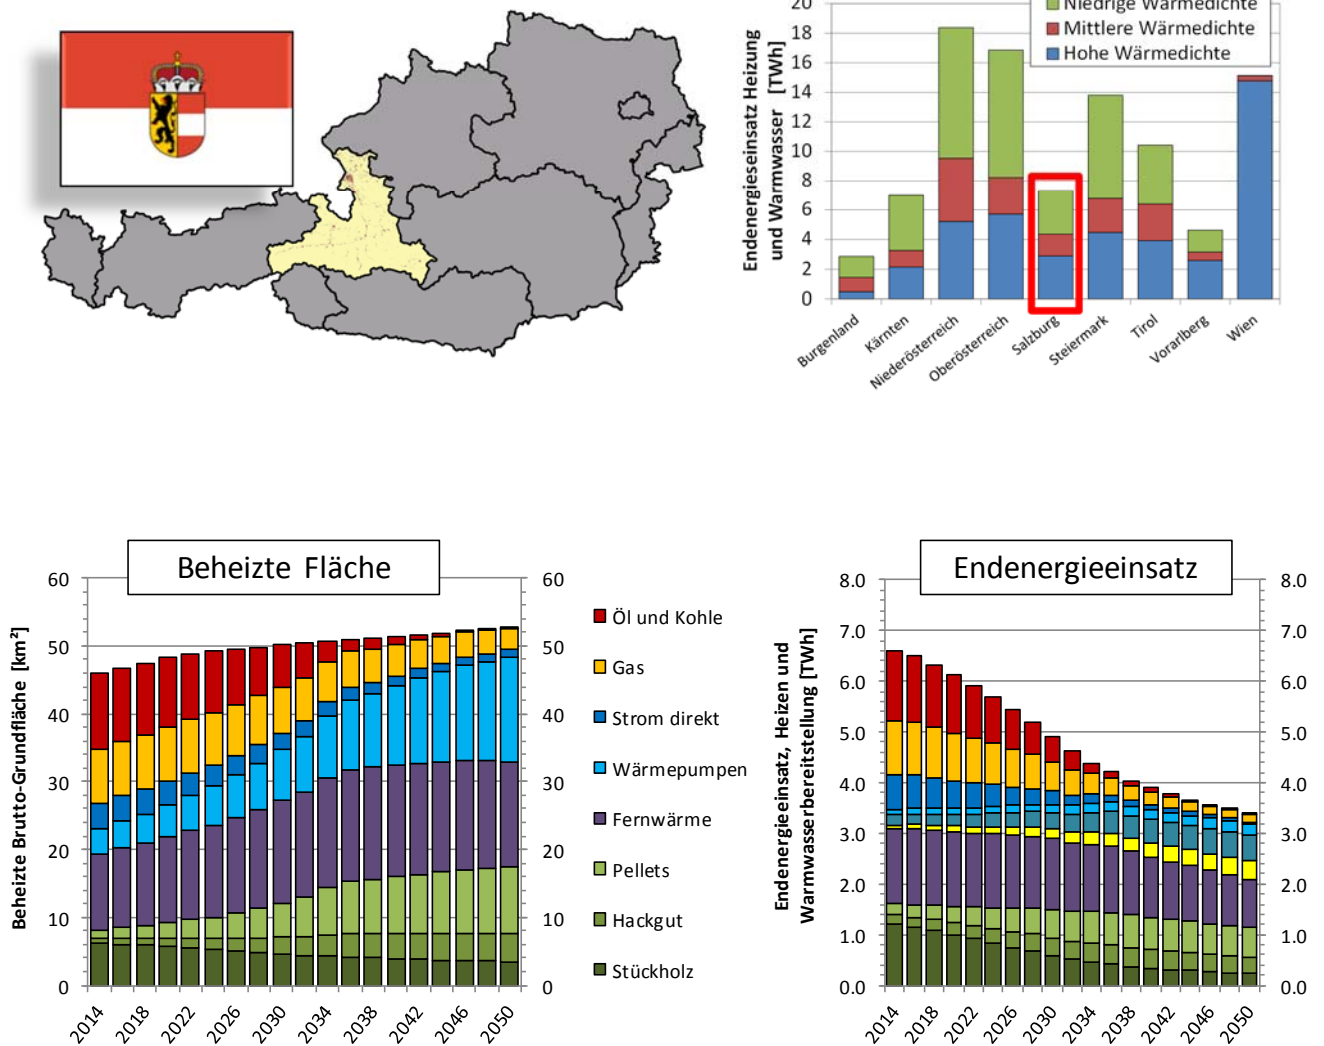 20
18
16
14
12
10
8
6
4
2
0
Endenergieseinsatz Heizung
und Warmwasser [TWh]
Niedrige Wärmedichte
Mittlere Wärmedichte
Hohe Wärmedichte
Burgenland
Kärnten
Niederösterreich
Oberösterreich
Salzburg
Steiermark
Tirol
Vorarlberg
Wien
Beheizte Fläche
Beheizte Brutto-Grundfläche [km²]
60
50
40
30
20
10
0
60
50
40
30
20
10
0
2014
2018
2022
2026
2030
2034
2038
2042
2046
2050
Öl und Kohle
Gas
Strom direkt
Wärmepumpen
Fernwärme
Pellets
Hackgut
Stückholz
Endenergieeinsatz
Endenergieeinsatz, Heizen und
Warmwasserbereitstellung [TWh]
8.0
7.0
6.0
5.0
4.0
3.0
2.0
1.0
0.0
8.0
7.0
6.0
5.0
4.0
3.0
2.0
1.0
0.0
2014
2018
2022
2026
2030
2034
2038
2042
2046
2050